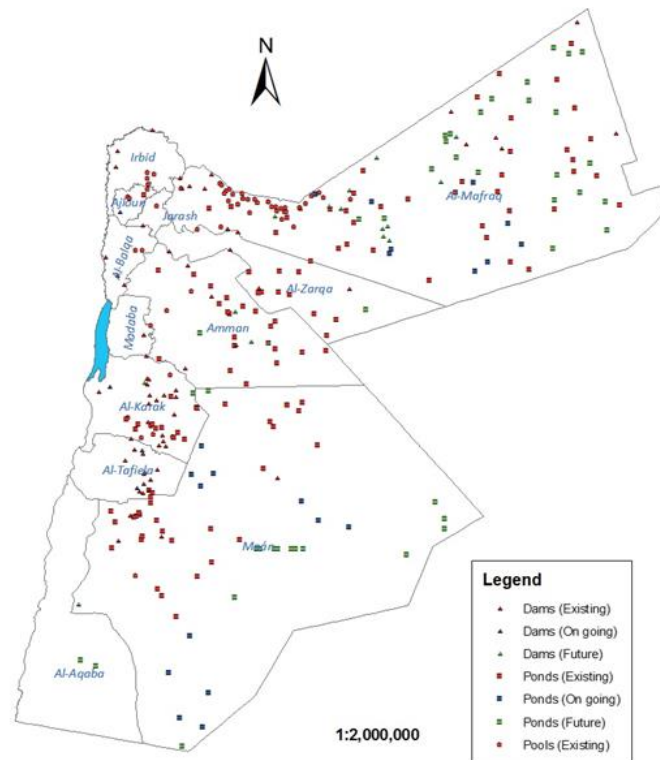 N
Irbid
Ajloun
Jarash
Al-Mafraq
Al-Balqa
Al-Zarqa
Madaba
Amman
Al-Karak
Al-Tafiela
Ma'an
Al-Aqaba
Legend
Dams (Existing)
Dams (On going)
Dams (Future)
Ponds (Existing)
Ponds (On going)
Ponds (Future)
Pools (Existing)
1:2,000,000